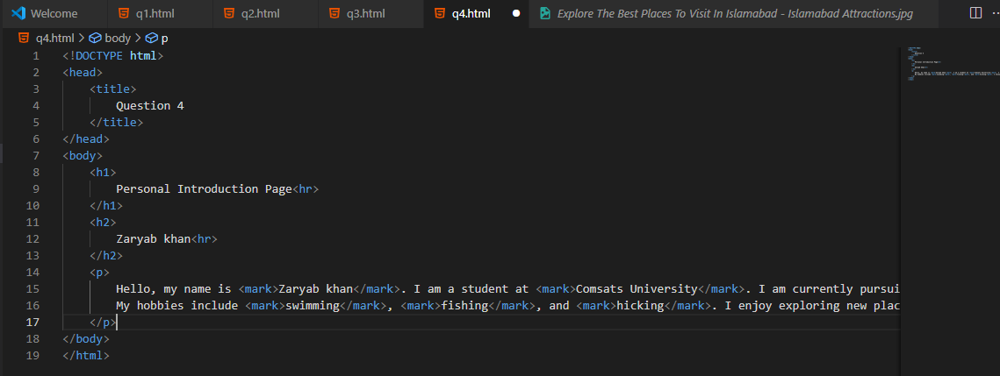 Welcome q1.html q2.html q3.html q4.html Explore The Best Places To Visit In Islamabad - Islamabad Attractions.jpg
q4.html > body > p
1 <!DOCTYPE html>
2 <head>
3 <title>
4 Question 4
5 </title>
6 </head>
7 <body>
8 <h1>
9 Personal Introduction Page<hr>
10 </h1>
11 <h2>
12 Zaryab khan<hr>
13 </h2>
14 <p>
15 Hello, my name is <mark>Zaryab khan</mark>. I am a student at <mark>Comsats University</mark>. I am currently pursui
16 My hobbies include <mark>swimming</mark>, <mark>fishing</mark>, and <mark>hicking</mark>. I enjoy exploring new plac
17 </p>
18 </body>
19 </html>